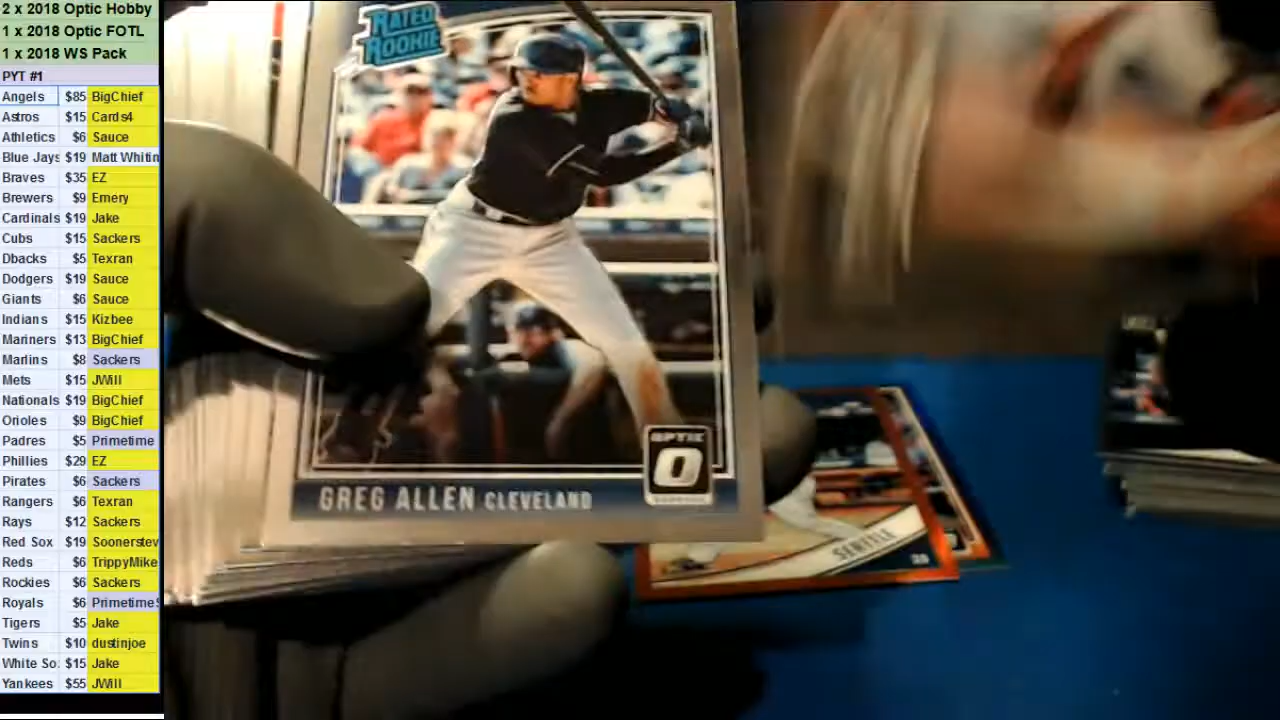 2 x 2018 Optic Hobby
1 x 2018 Optic FOTL
1 x 2018 WS Pack
PYT #1
Angels $85 BigChief
Astros $15 Cards4
Athletics $6 Sauce
Blue Jays $19 Matt Whitin
Braves $35 EZ
Brewers $9 Emery
Cardinals $19 Jake
Cubs $15 Sackers
Dbacks $5 Texran
Dodgers $19 Sauce
Giants $6 Sauce
Indians $15 Kizbee
Mariners $13 BigChief
Marlins $8 Sackers
Mets $15 JWill
Nationals $19 BigChief
Orioles $9 BigChief
Padres $5 Primetime
Phillies $29 EZ
Pirates $6 Sackers
Rangers $6 Texran
Rays $12 Sackers
Red Sox $19 Soonerstev
Reds $6 TrippyMike
Rockies $6 Sackers
Royals $6 PrimetimeS
Tigers $5 Jake
Twins $10 dustinjoe
White So $15 Jake
Yankees $55 JWill
RATED
ROOKIE
OPTIC
GREG ALLEN CLEVELAND
SEATTLE